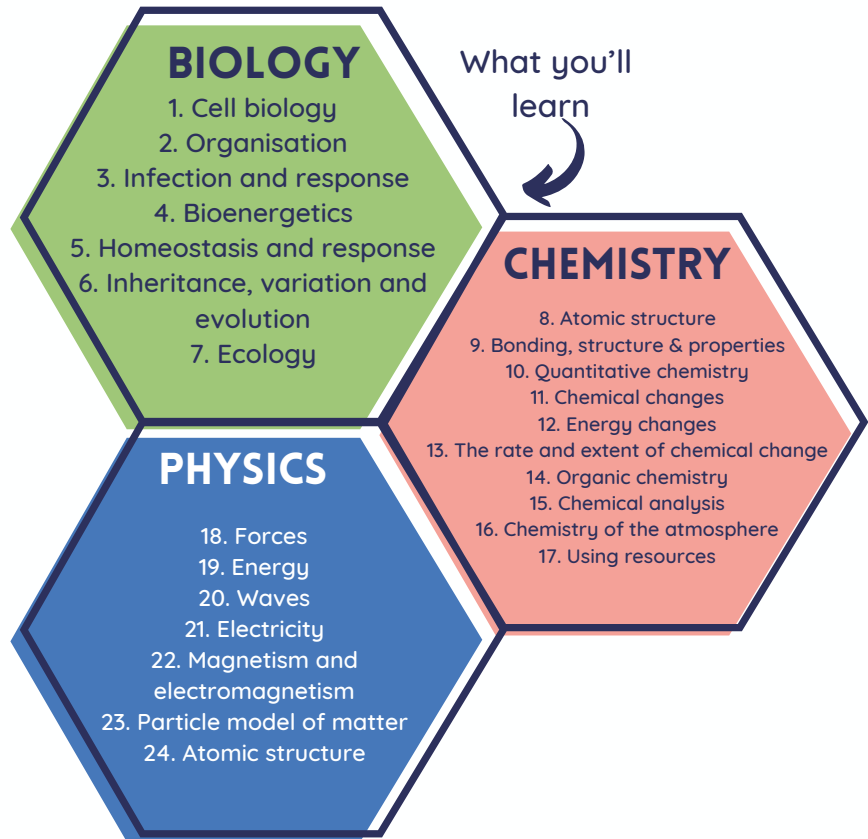 BIOLOGY
1. Cell biology
2. Organisation
3. Infection and response
4. Bioenergetics
5. Homeostasis and response
6. Inheritance, variation and
evolution
7. Ecology
What you'll
learn
CHEMISTRY
8. Atomic structure
9. Bonding, structure & properties
10. Quantitative chemistry
11. Chemical changes
12. Energy changes
13. The rate and extent of chemical change
14. Organic chemistry
15. Chemical analysis
16. Chemistry of the atmosphere
17. Using resources
PHYSICS
18. Forces
19. Energy
20. Waves
21. Electricity
22. Magnetism and
electromagnetism
23. Particle model of matter
24. Atomic structure